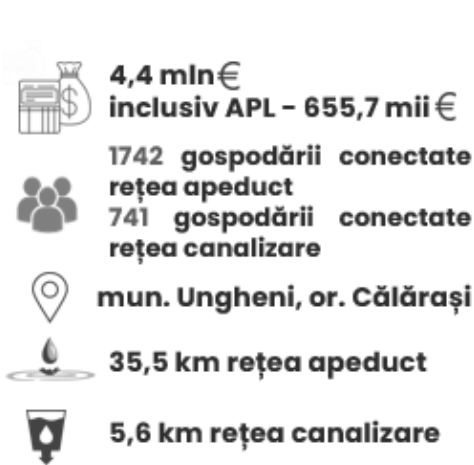 4,4 mln€
inclusiv APL - 655,7 mii €
1742 gospodării conectate
rețea apeduct
741 gospodării conectate
rețea canalizare
mun. Ungheni, or. Călărași
35,5 km rețea apeduct
5,6 km rețea canalizare